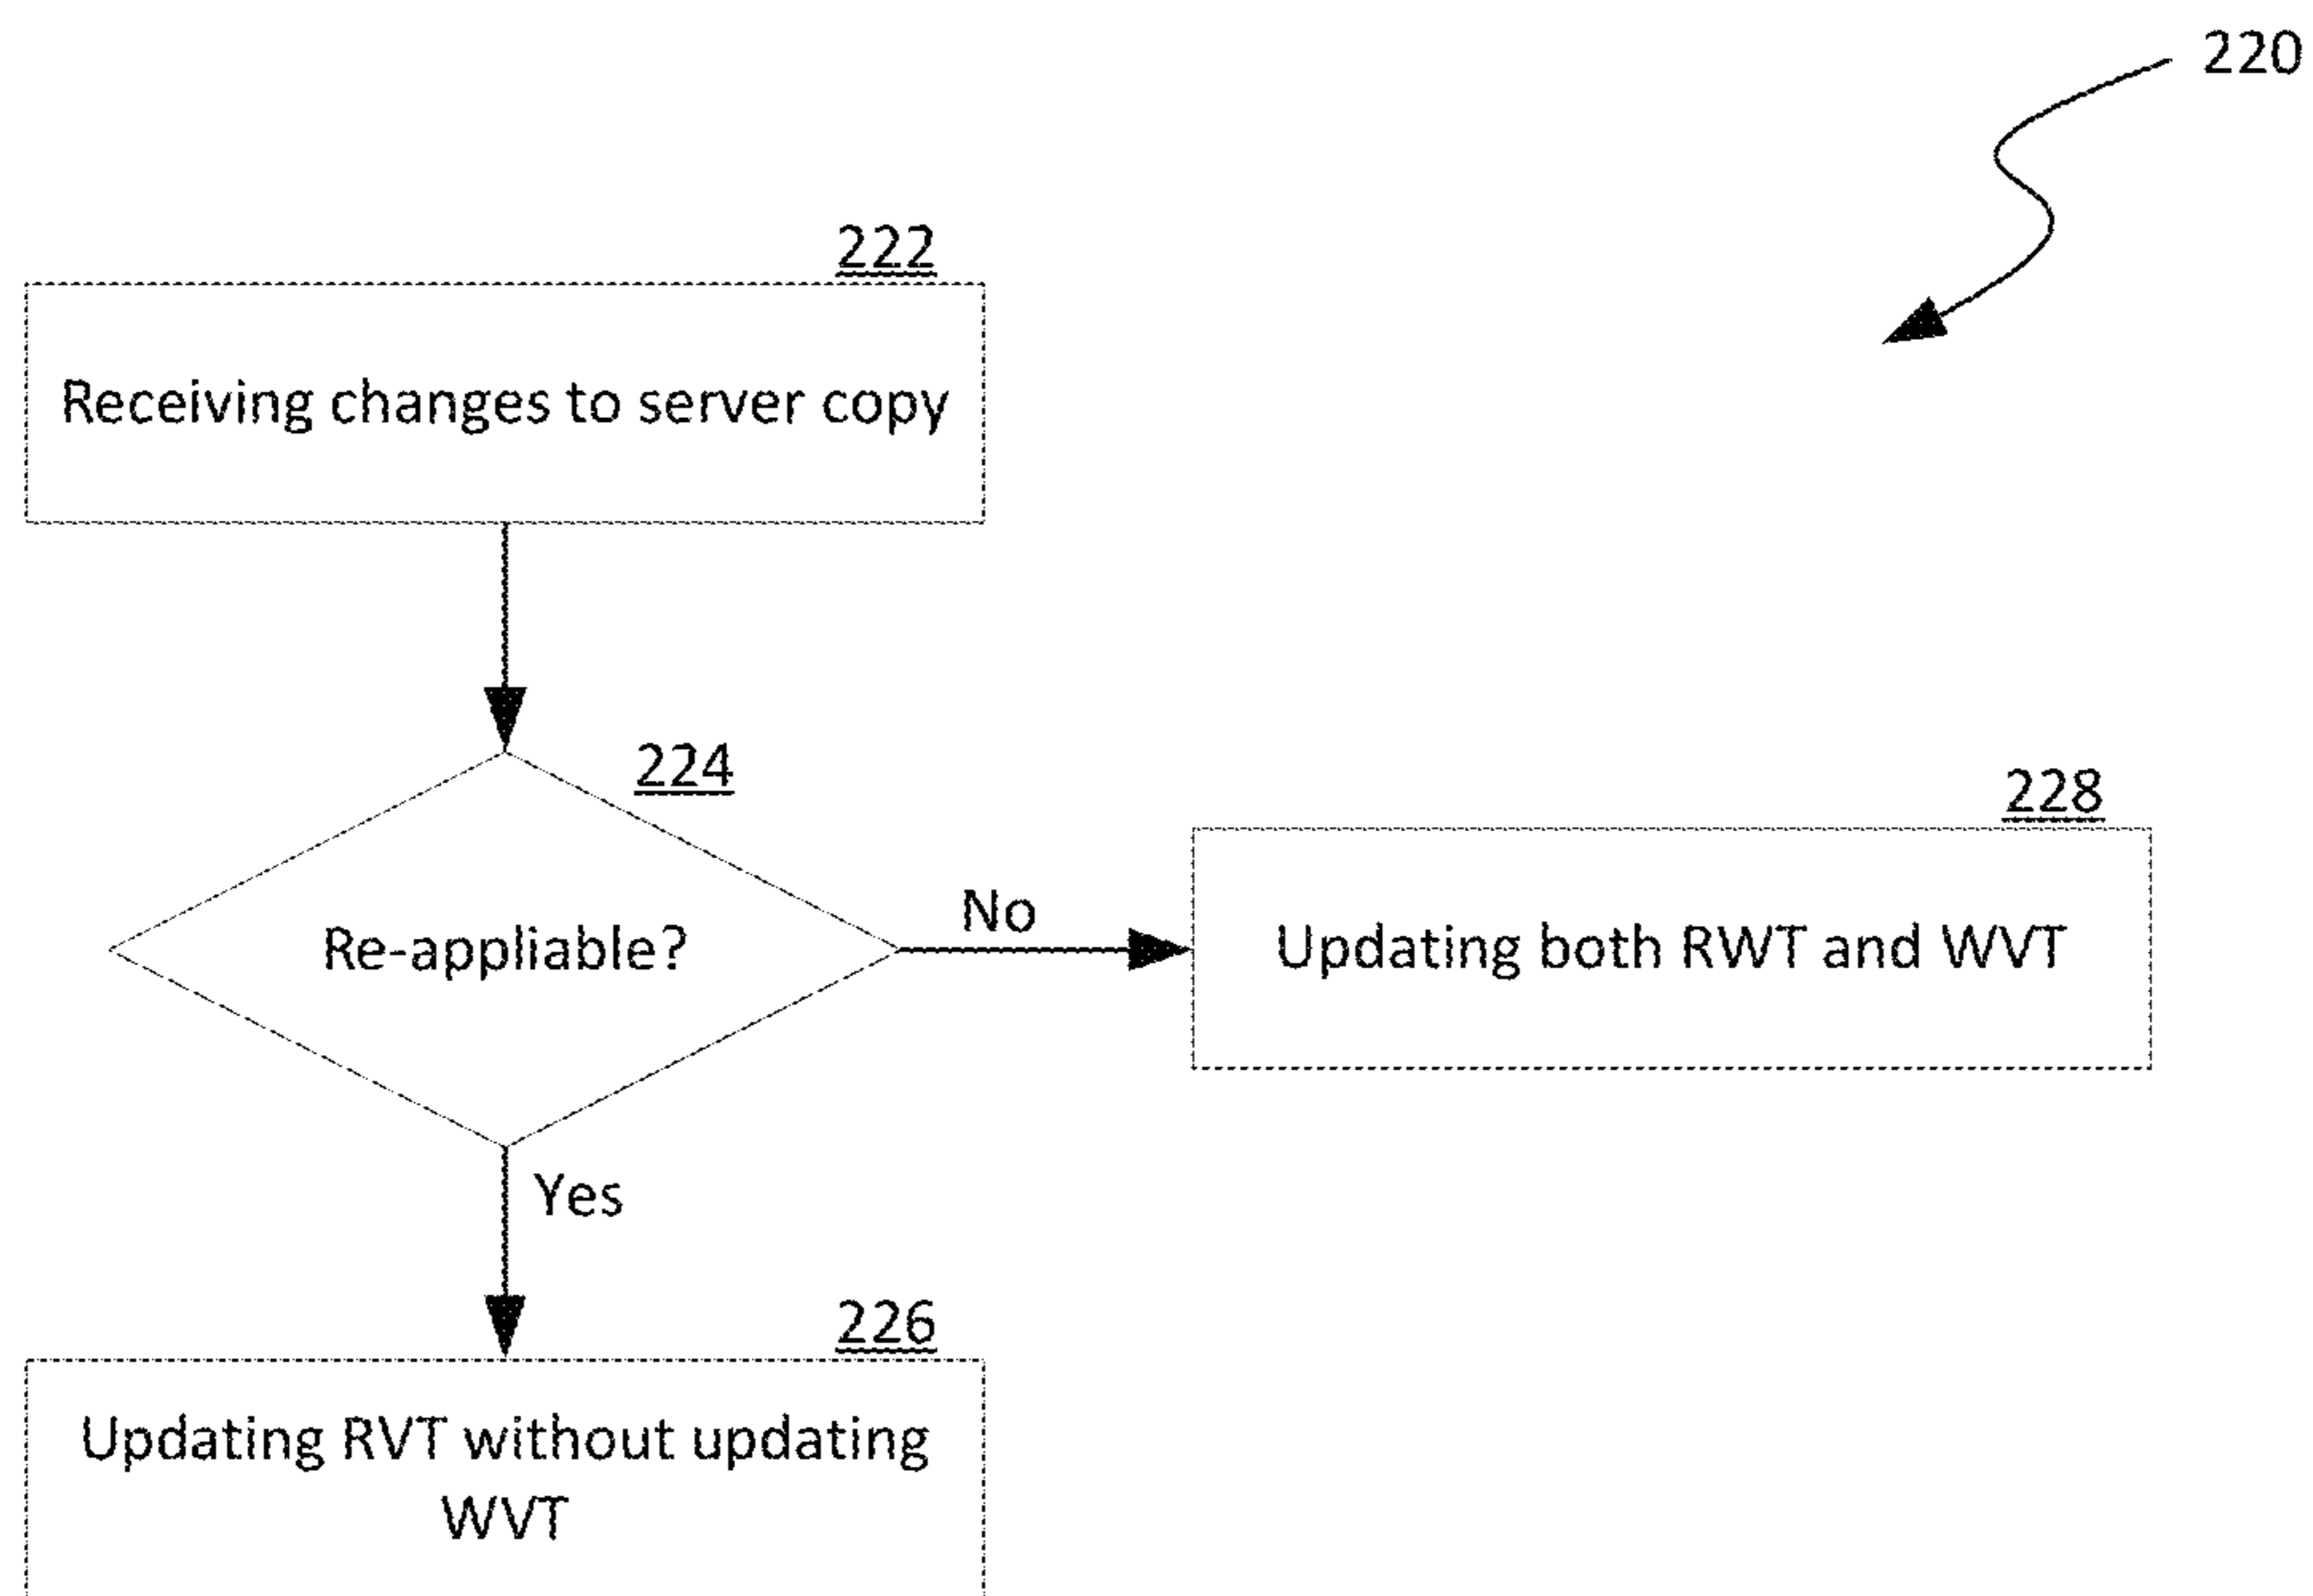 220
222
Receiving changes to server copy
224
Re-appliable?
No
228
Updating both RWT and WVT
Yes
226
Updating RVT without updating
WVT